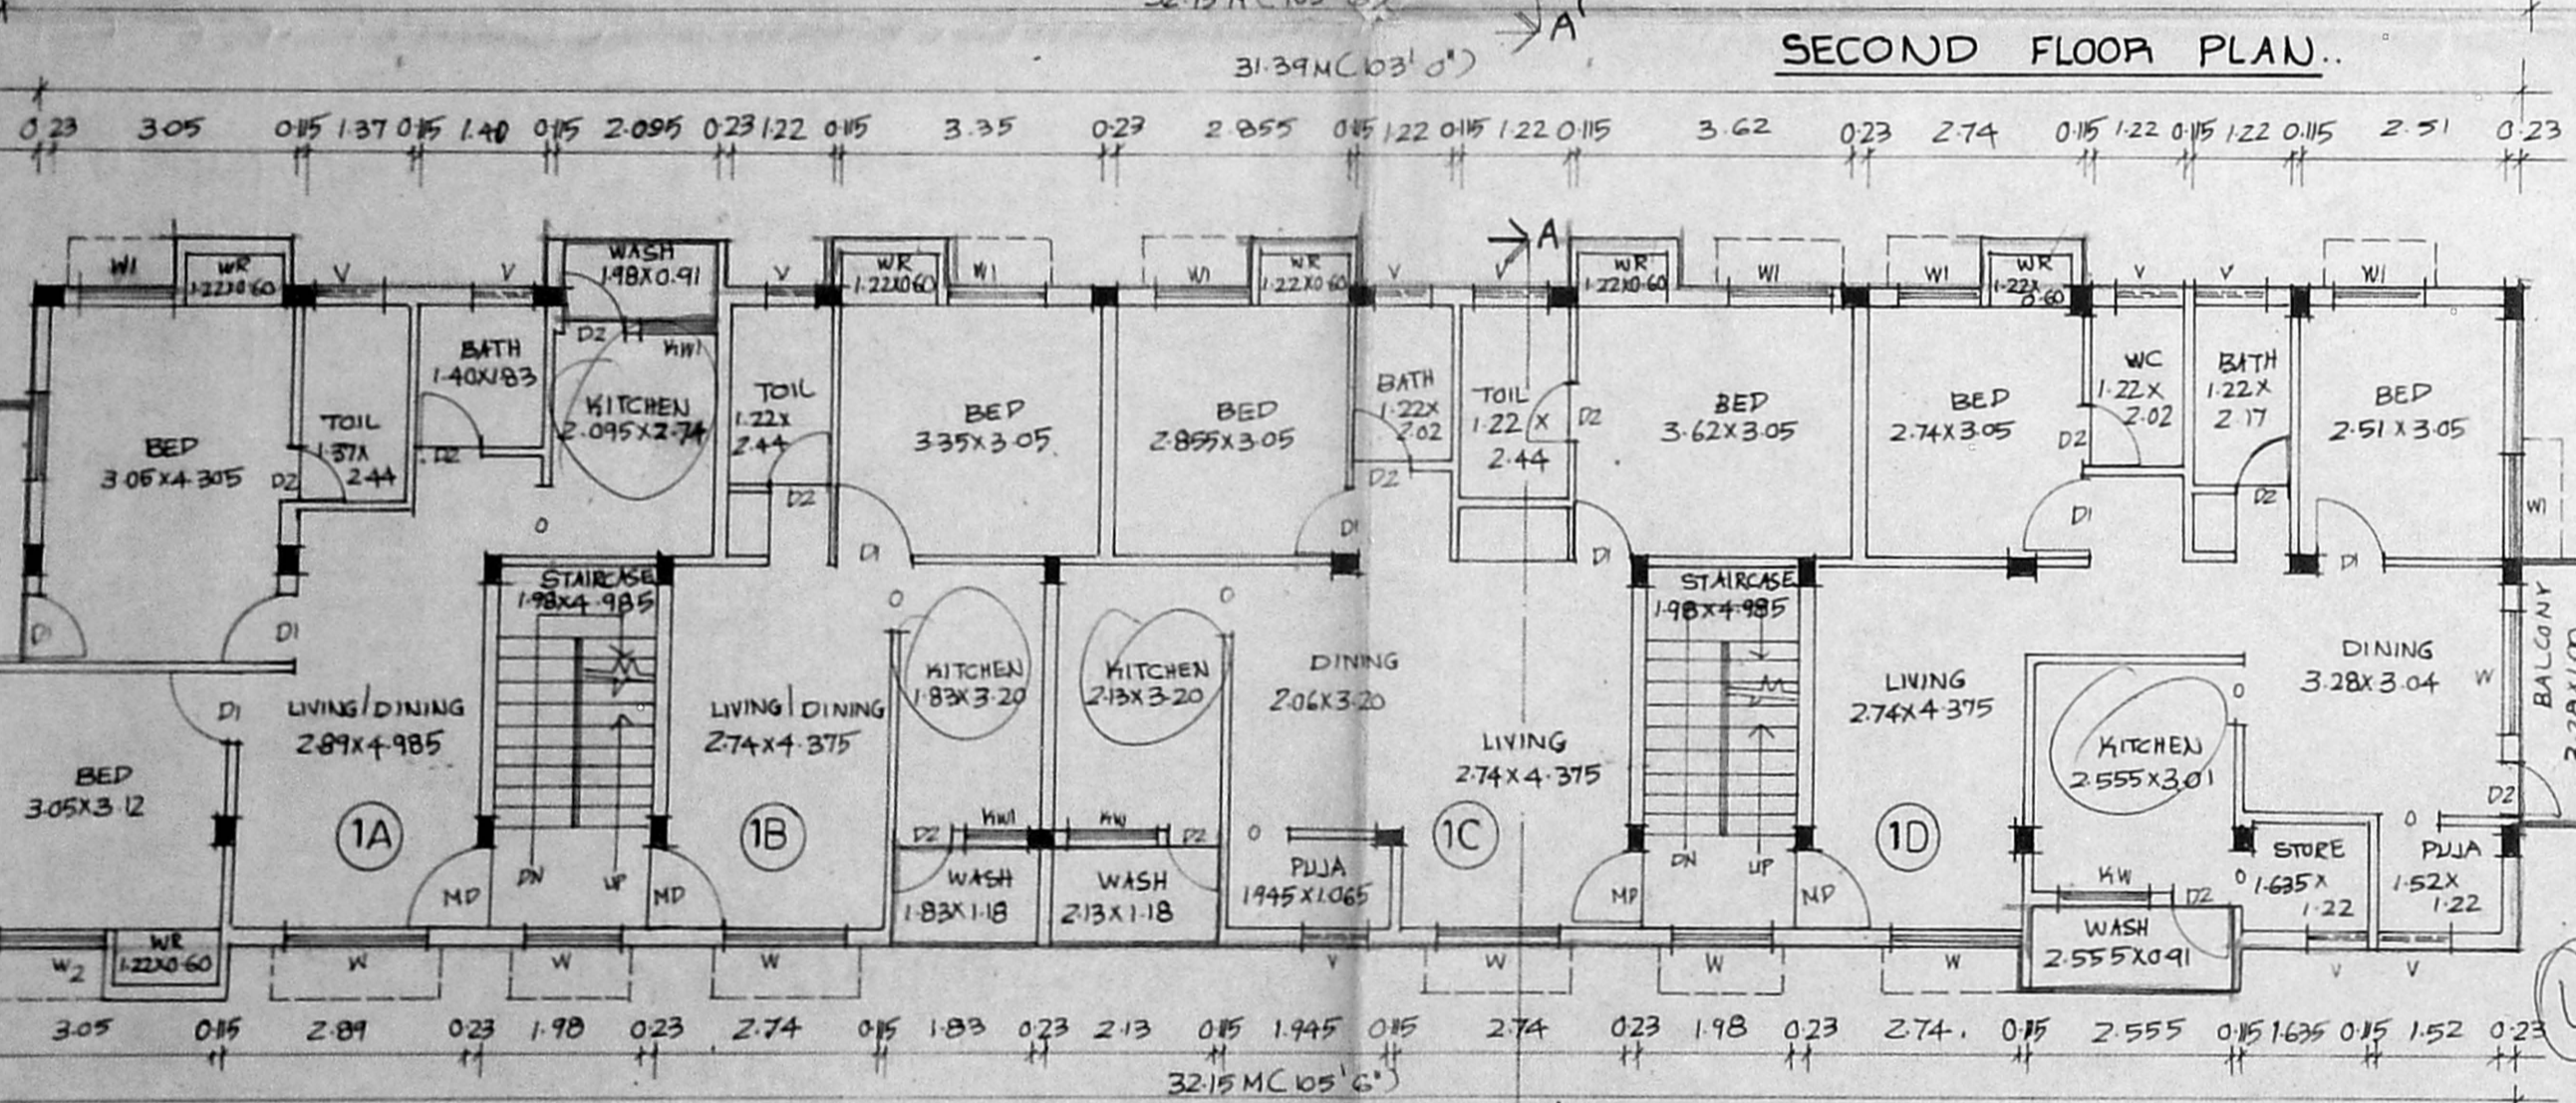 A'
SECOND FLOOR PLAN..
31.39M(103'0")
0.23 3.05 0.115 1.37 0.115 1.40 0.115 2.095 0.23 1.22 0.115 3.35 0.23 2.855 0.115 1.22 0.115 1.22 0.115 3.62 0.23 2.74 0.115 1.22 0.115 1.22 0.115 2.51 0.23
A
W1
WR
1.22X0.60
V
V
WASH
1.98X0.91
V
WR
1.22X0.60
W1
W1
WR
1.22X0.60
V
V
WR
1.22X0.60
W1
W1
WR
1.22X
0.60
V
V
W1
D2
KW1
BED
3.05X4.305
TOIL
1.37X
2.44
D2
BATH
1.40X1.83
D2
KITCHEN
2.095X2.74
TOIL
1.22X
2.44
D2
BED
3.35X3.05
D1
BED
2.855X3.05
D1
BATH
1.22X
2.02
D2
TOIL
1.22X
2.44
D2
BED
3.62X3.05
D1
BED
2.74X3.05
D1
D2
WC
1.22X
2.02
BATH
1.22X
2.17
D2
BED
2.51X3.05
D1
W1
O
D1
D1
STAIRCASE
1.98X4.985
O
O
STAIRCASE
1.98X4.985
D1
LIVING/DINING
2.89X4.985
LIVING/DINING
2.74X4.375
KITCHEN
1.83X3.20
KITCHEN
2.13X3.20
DINING
2.06X3.20
LIVING
2.74X4.375
LIVING
2.74X4.375
O
KITCHEN
2.555X3.01
DINING
3.28X3.04
W
BALCONY
D2
BED
3.05X3.12
1A
1B
1C
1D
D2
KW1
KW
D2
O
O
MD
DN
UP
MD
WASH
1.83X1.18
WASH
2.13X1.18
PUJA
1.945X1.065
MD
DN
UP
MD
KW
D2
O
STORE
1.635X
1.22
PUJA
1.52X
1.22
WASH
2.555X0.91
W2
WR
1.22X0.60
W
W
W
V
W
W
W
V
V
3.05 0.115 2.89 0.23 1.98 0.23 2.74 0.115 1.83 0.23 2.13 0.115 1.945 0.115 2.74 0.23 1.98 0.23 2.74. 0.115 2.555 0.115 1.635 0.115 1.52 0.23
32.15M(105'6")